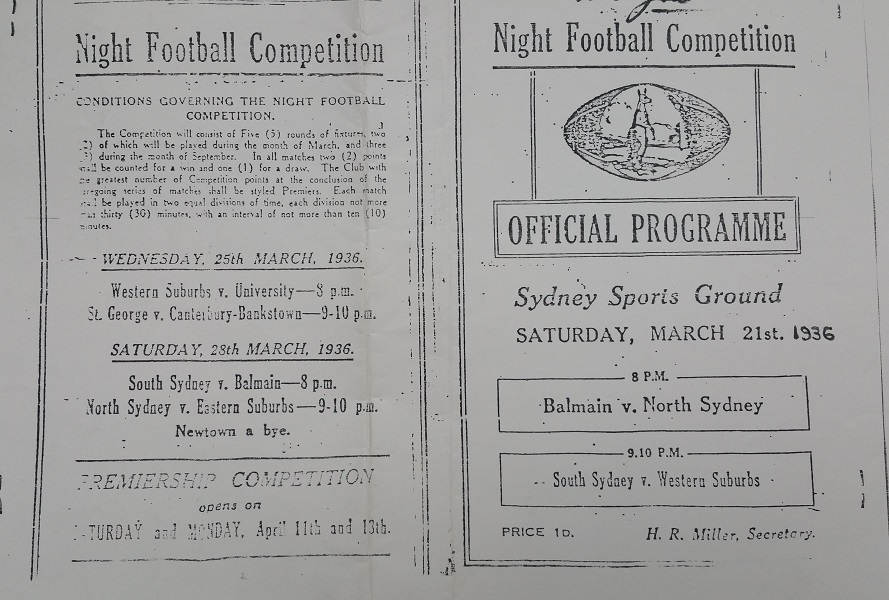 Night Football Competition
CONDITIONS GOVERNING THE NIGHT FOOTBALL
COMPETITION.
The Competition will consist of Five (5) rounds of fixtures, two
2) of which will be played during the month of March, and three
3) during the month of September. In all matches two (2) points
will be counted for a win and one (1) for a draw. The Club with
he greatest number of Competition points at the conclusion of the
regoing series of matches shall be styled Premiers. Each match
will be played in two equal divisions of time, each division not more
than thirty (30) minutes, with an interval of not more than ten (10)
minutes.
WEDNESDAY, 25th MARCH, 1936.
Western Suburbs v. University—8 p.m.
St. George v. Canterbury-Bankstown—9-10 p.m.
SATURDAY, 28th MARCH, 1936.
South Sydney v. Balmain—8 p.m.
North Sydney v. Eastern Suburbs—9-10 p.m.
Newtown a bye.
PREMIERSHIP COMPETITION
opens on
TURDAY and MONDAY, April 11th and 13th.
Night Football Competition
OFFICIAL PROGRAMME
Sydney Sports Ground
SATURDAY, MARCH 21st. 1936
8 P.M.
Balmain v. North Sydney
9.10 P.M.
South Sydney v. Western Suburbs
PRICE 1D. H. R. Miller, Secretary.